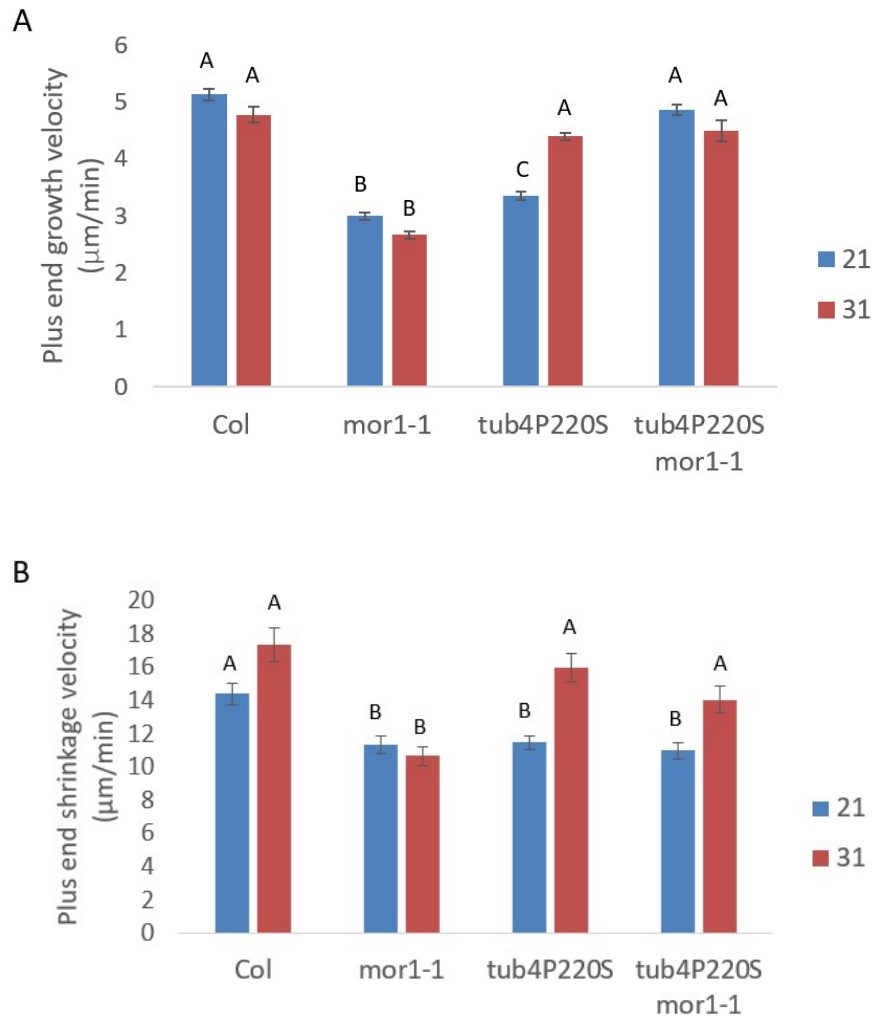 A
Plus end growth velocity
(μm/min)
6
5
4
3
2
1
0
A
A
B
B
C
A
A
A
Col
mor1-1
tub4P220S
tub4P220S
mor1-1
21
31
B
Plus end shrinkage velocity
(μm/min)
20
18
16
14
12
10
8
6
4
2
0
A
A
B
B
B
A
B
A
Col
mor1-1
tub4P220S
tub4P220S
mor1-1
21
31